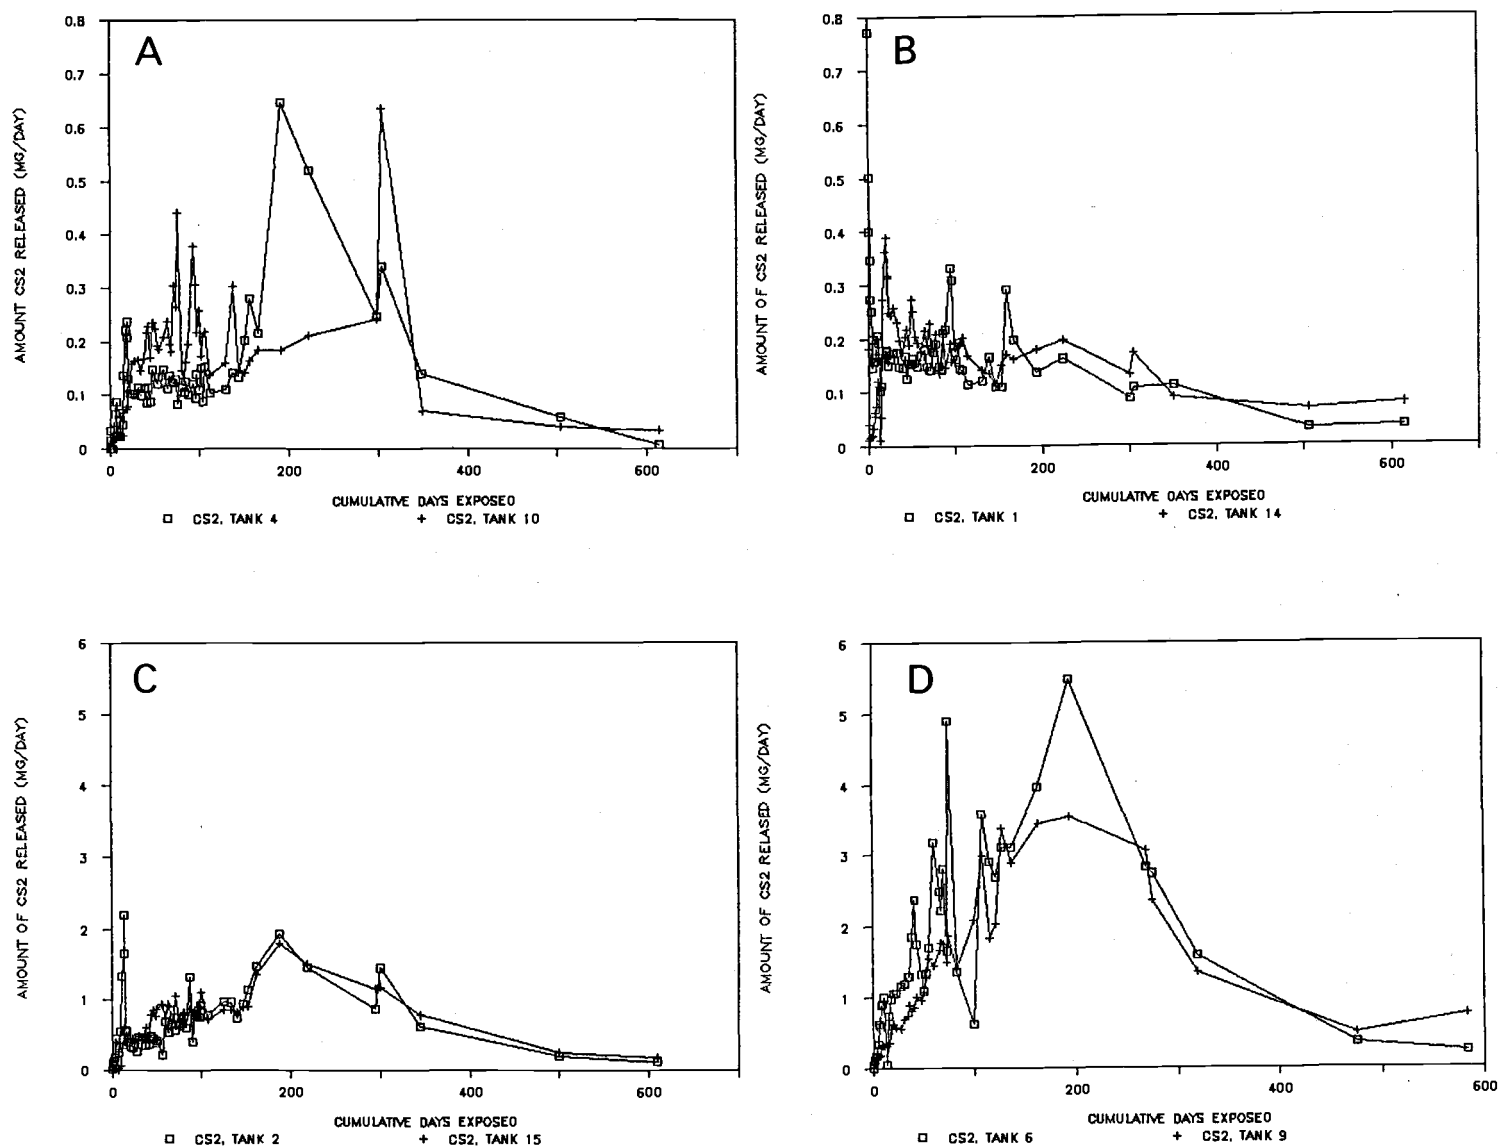 A
0.8
0.7
0.6
0.5
0.4
0.3
0.2
0.1
0
AMOUNT CS2 RELEASED (MG/DAY)
0 200 400 600
CUMULATIVE DAYS EXPOSED
CS2, TANK 4 CS2, TANK 10
B
0.8
0.7
0.6
0.5
0.4
0.3
0.2
0.1
0
AMOUNT OF CS2 RELEASED (MG/DAY)
0 200 400 600
CUMULATIVE DAYS EXPOSED
CS2, TANK 1 CS2, TANK 14
C
6
5
4
3
2
1
0
AMOUNT OF CS2 RELEASED (MG/DAY)
0 200 400 600
CUMULATIVE DAYS EXPOSED
CS2, TANK 2 CS2, TANK 15
D
6
5
4
3
2
1
0
AMOUNT OF CS2 RELASED (MG/DAY)
0 200 400 600
CUMULATIVE DAYS EXPOSED
CS2, TANK 6 CS2, TANK 9